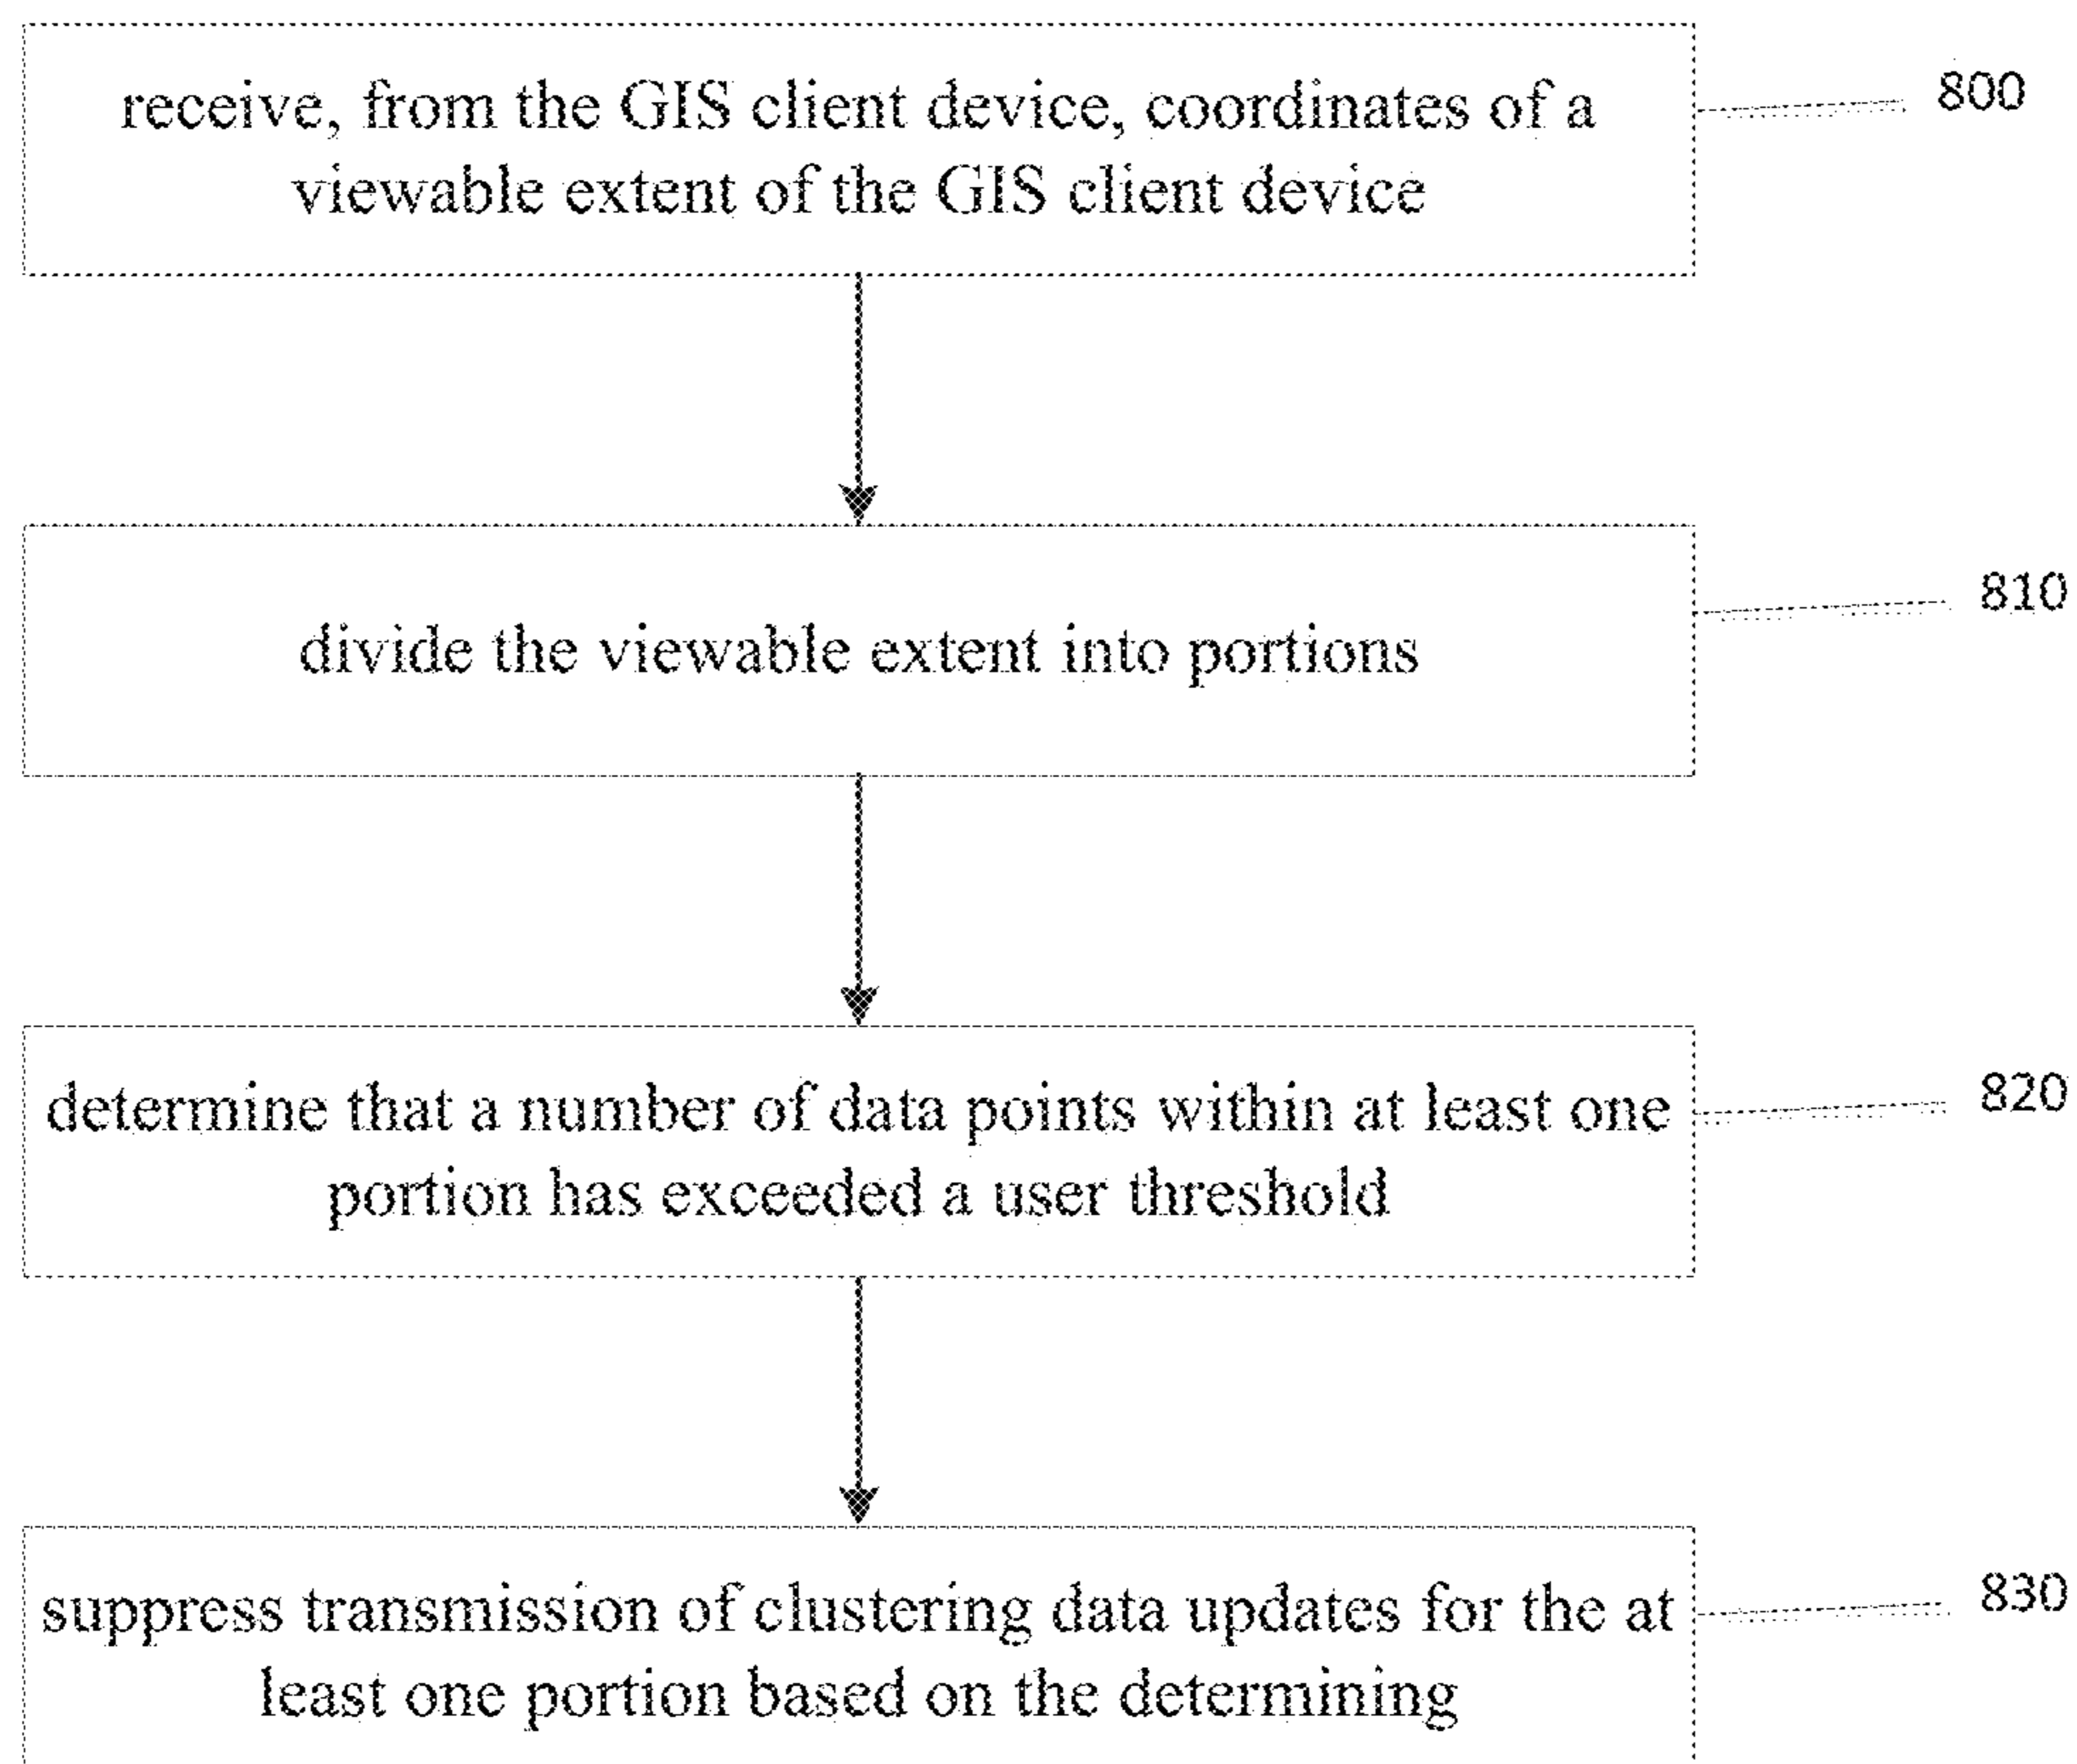 receive, from the GIS client device, coordinates of a
viewable extent of the GIS client device
800
divide the viewable extent into portions
810
determine that a number of data points within at least one
portion has exceeded a user threshold
820
suppress transmission of clustering data updates for the at
least one portion based on the determining
830